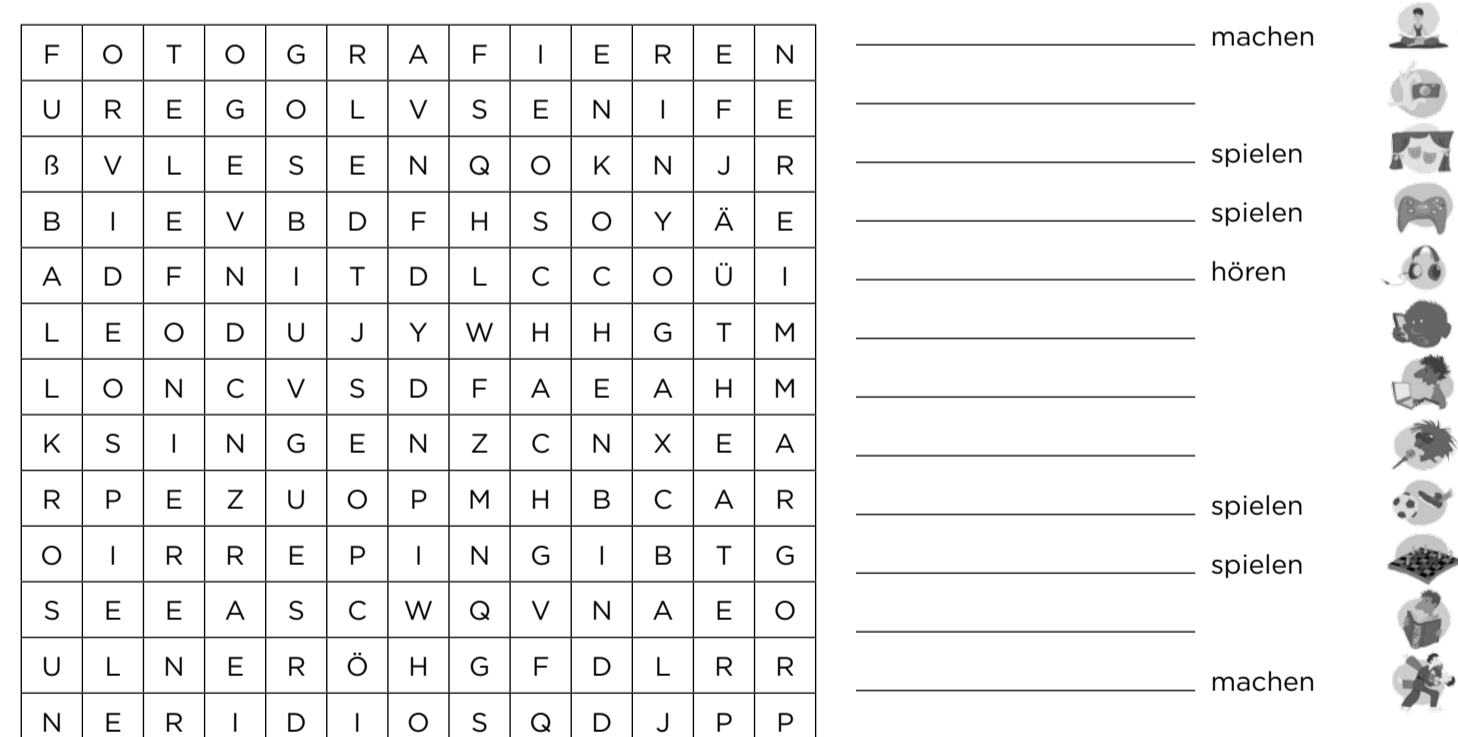 F O T O G R A F I E R E N
U R E G O L V S E N I F E
ß V L E S E N Q O K N J R
B I E V B D F H S O Y Ä E
A D F N I T D L C C O Ü I
L E O D U J Y W H H G T M
L O N C V S D F A E A H M
K S I N G E N Z C N X E A
R P E Z U O P M H B C A R
O I R R E P I N G I B T G
S E E A S C W Q V N A E O
U L N E R Ö H G F D L R R
N E R I D I O S Q D J P P
machen
spielen
spielen
hören
spielen
spielen
machen